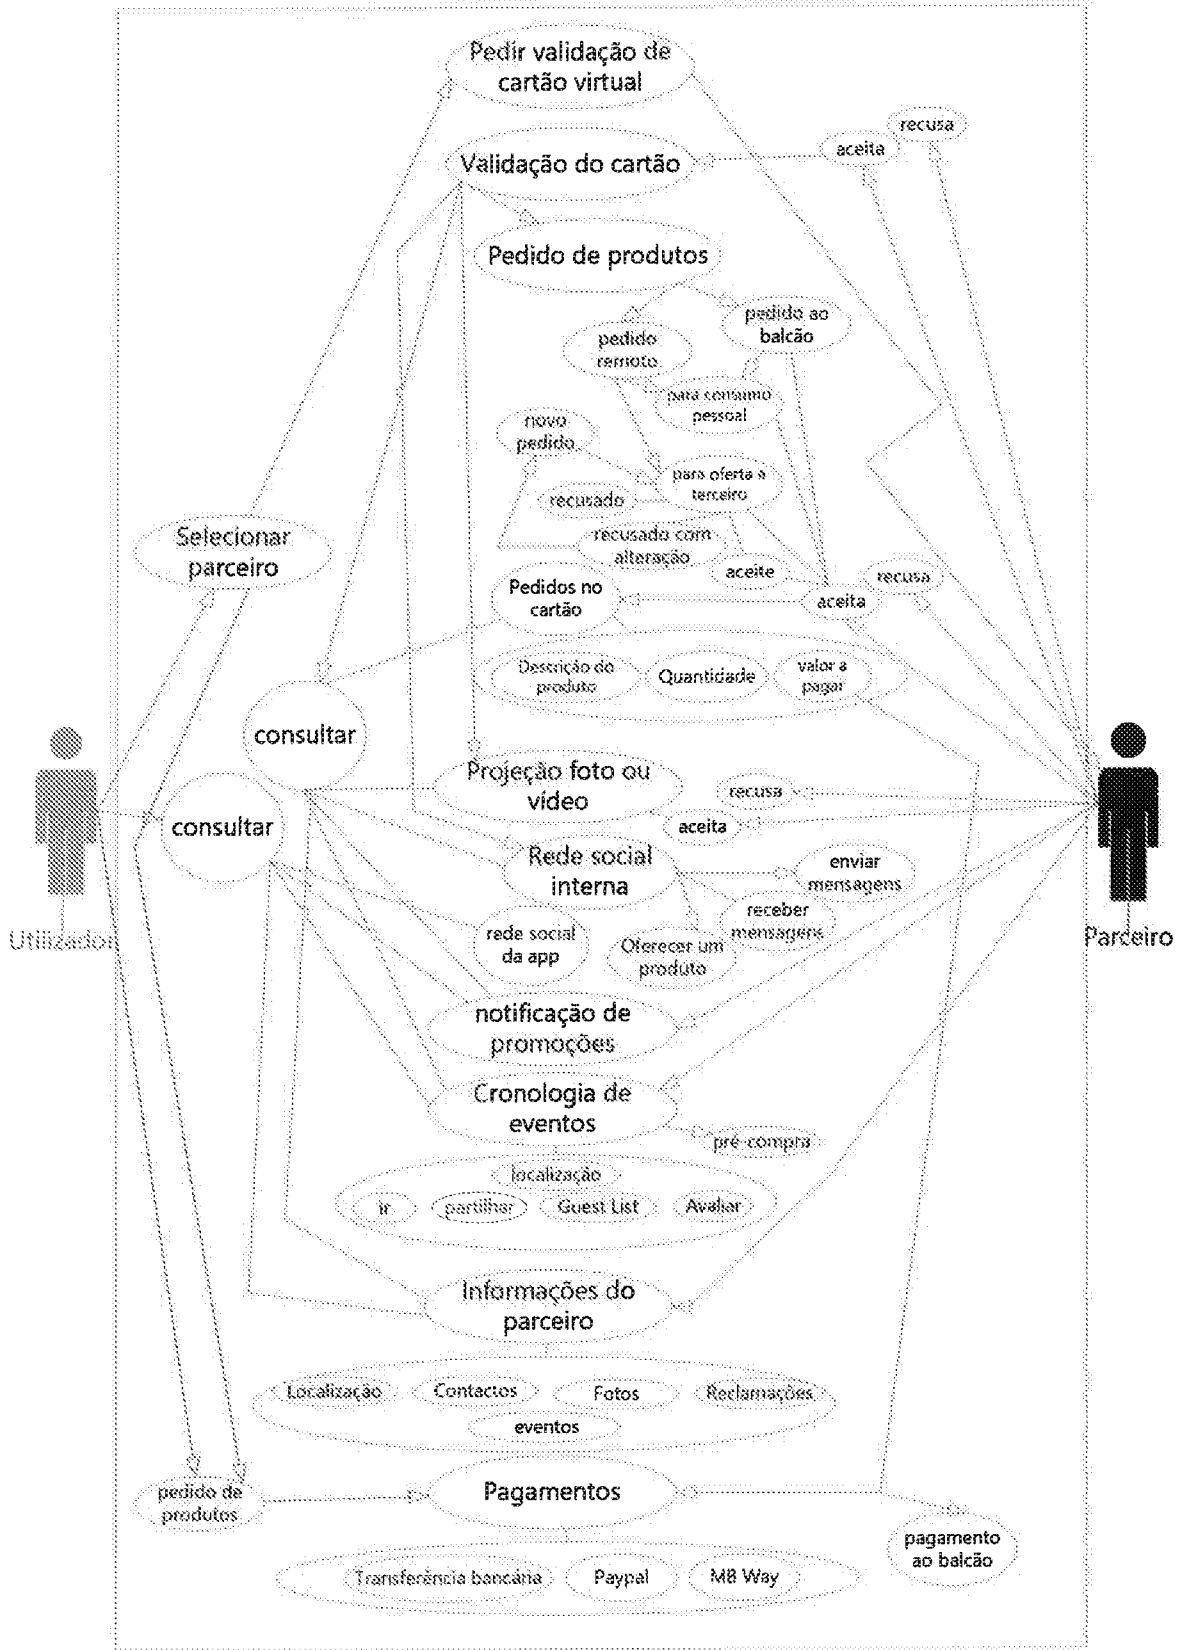 Pedir validação de
cartão virtual
recusa
aceita
Validação do cartão
Pedido de produtos
pedido ao
balcão
pedido
remoto
para consumo
pessoal
novo
pedido
para oferta a
terceiro
recusado
Selecionar
parceiro
recusado com
alteração
aceite
recusa
Pedidos no
cartão
aceita
Descrição do
produto
Quantidade
valor a
pagar
consultar
Projeção foto ou
vídeo
recusa
aceita
consultar
Rede social
interna
enviar
mensagens
receber
mensagens
Utilizador
Parceiro
rede social
da app
Oferecer um
produto
notificação de
promoções
Cronologia de
eventos
pré-compra
localização
ir
partilhar
Guest List
Avaliar
Informações do
parceiro
Localização
Contactos
Fotos
Reclamações
eventos
pedido de
produtos
Pagamentos
pagamento
ao balcão
Transferência bancária
Paypal
MB Way